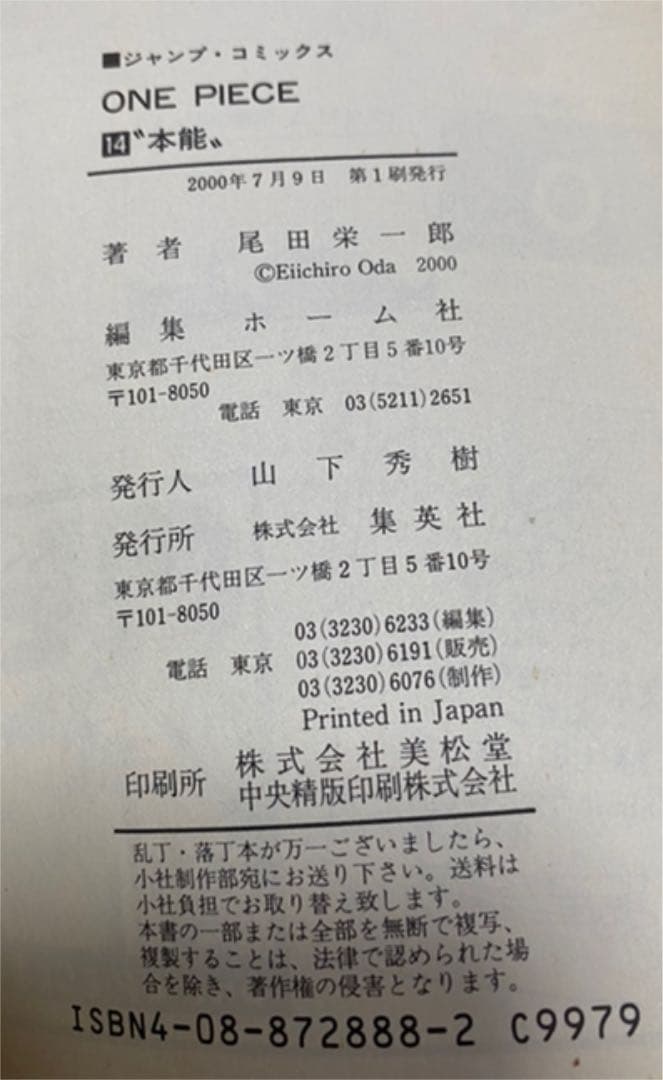 ■ジャンプ・コミックス
ONE PIECE
14〝本能〟
2000年7月9日　第1刷発行
著者　尾田栄一郎
©Eiichiro Oda 2000
編集　ホーム社
東京都千代田区一ツ橋2丁目5番10号
〒101-8050
電話　東京　03(5211)2651
発行人　山下秀樹
発行所　株式会社　集英社
東京都千代田区一ツ橋2丁目5番10号
〒101-8050
03(3230)6233(編集)
電話　東京　03(3230)6191(販売)
03(3230)6076(制作)
Printed in Japan
印刷所　株式会社美松堂
中央精版印刷株式会社
乱丁・落丁本が万一ございましたら、
小社制作部宛にお送り下さい。送料は
小社負担でお取り替え致します。
本書の一部または全部を無断で複写、
複製することは、法律で認められた場
合を除き、著作権の侵害となります。
ISBN4-08-872888-2 C9979